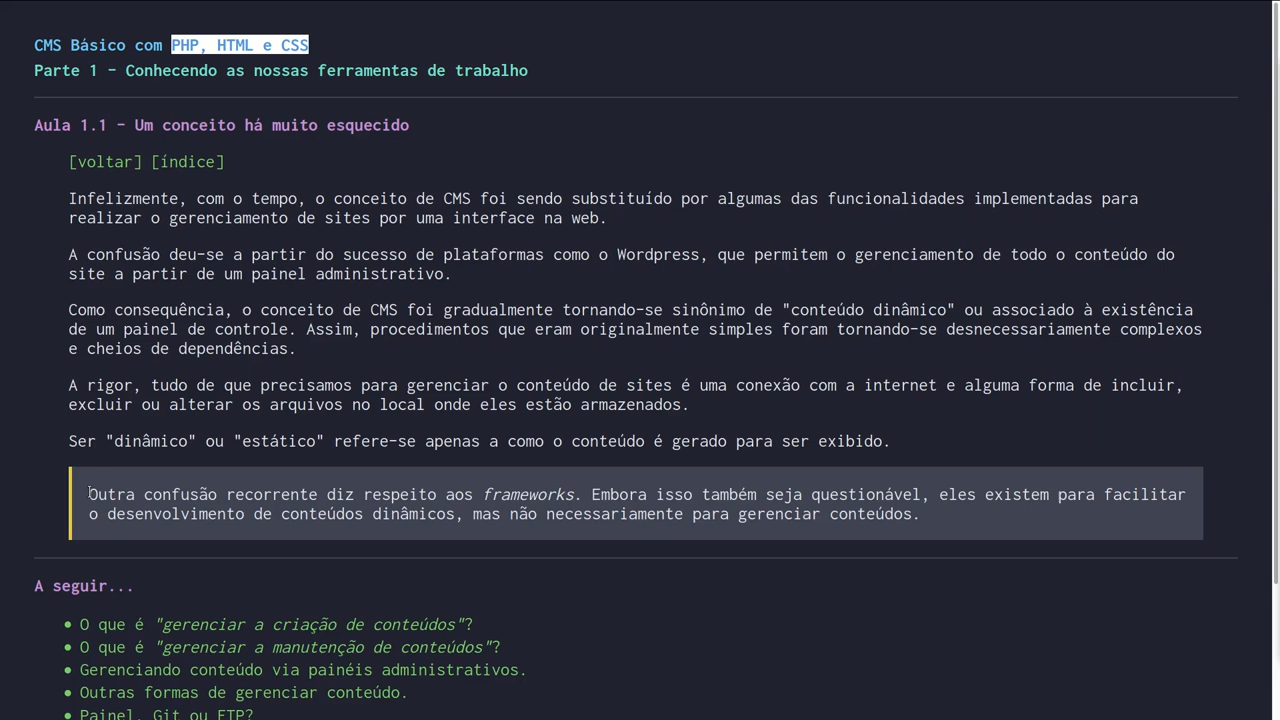 CMS Básico com PHP, HTML e CSS
Parte 1 - Conhecendo as nossas ferramentas de trabalho
Aula 1.1 - Um conceito há muito esquecido
[voltar] [índice]
Infelizmente, com o tempo, o conceito de CMS foi sendo substituído por algumas das funcionalidades implementadas para
realizar o gerenciamento de sites por uma interface na web.
A confusão deu-se a partir do sucesso de plataformas como o Wordpress, que permitem o gerenciamento de todo o conteúdo do
site a partir de um painel administrativo.
Como consequência, o conceito de CMS foi gradualmente tornando-se sinônimo de "conteúdo dinâmico" ou associado à existência
de um painel de controle. Assim, procedimentos que eram originalmente simples foram tornando-se desnecessariamente complexos
e cheios de dependências.
A rigor, tudo de que precisamos para gerenciar o conteúdo de sites é uma conexão com a internet e alguma forma de incluir,
excluir ou alterar os arquivos no local onde eles estão armazenados.
Ser "dinâmico" ou "estático" refere-se apenas a como o conteúdo é gerado para ser exibido.
Outra confusão recorrente diz respeito aos frameworks. Embora isso também seja questionável, eles existem para facilitar
o desenvolvimento de conteúdos dinâmicos, mas não necessariamente para gerenciar conteúdos.
A seguir...
• O que é "gerenciar a criação de conteúdos"?
• O que é "gerenciar a manutenção de conteúdos"?
• Gerenciando conteúdo via painéis administrativos.
• Outras formas de gerenciar conteúdo.
• Painel, Git ou FTP?